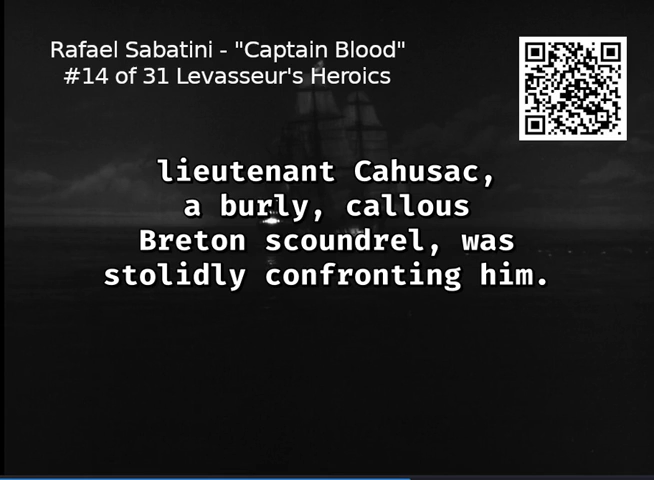 Rafael Sabatini - "Captain Blood"
#14 of 31 Levasseur's Heroics
lieutenant Cahusac,
a burly, callous
Breton scoundrel, was
stolidly confronting him.